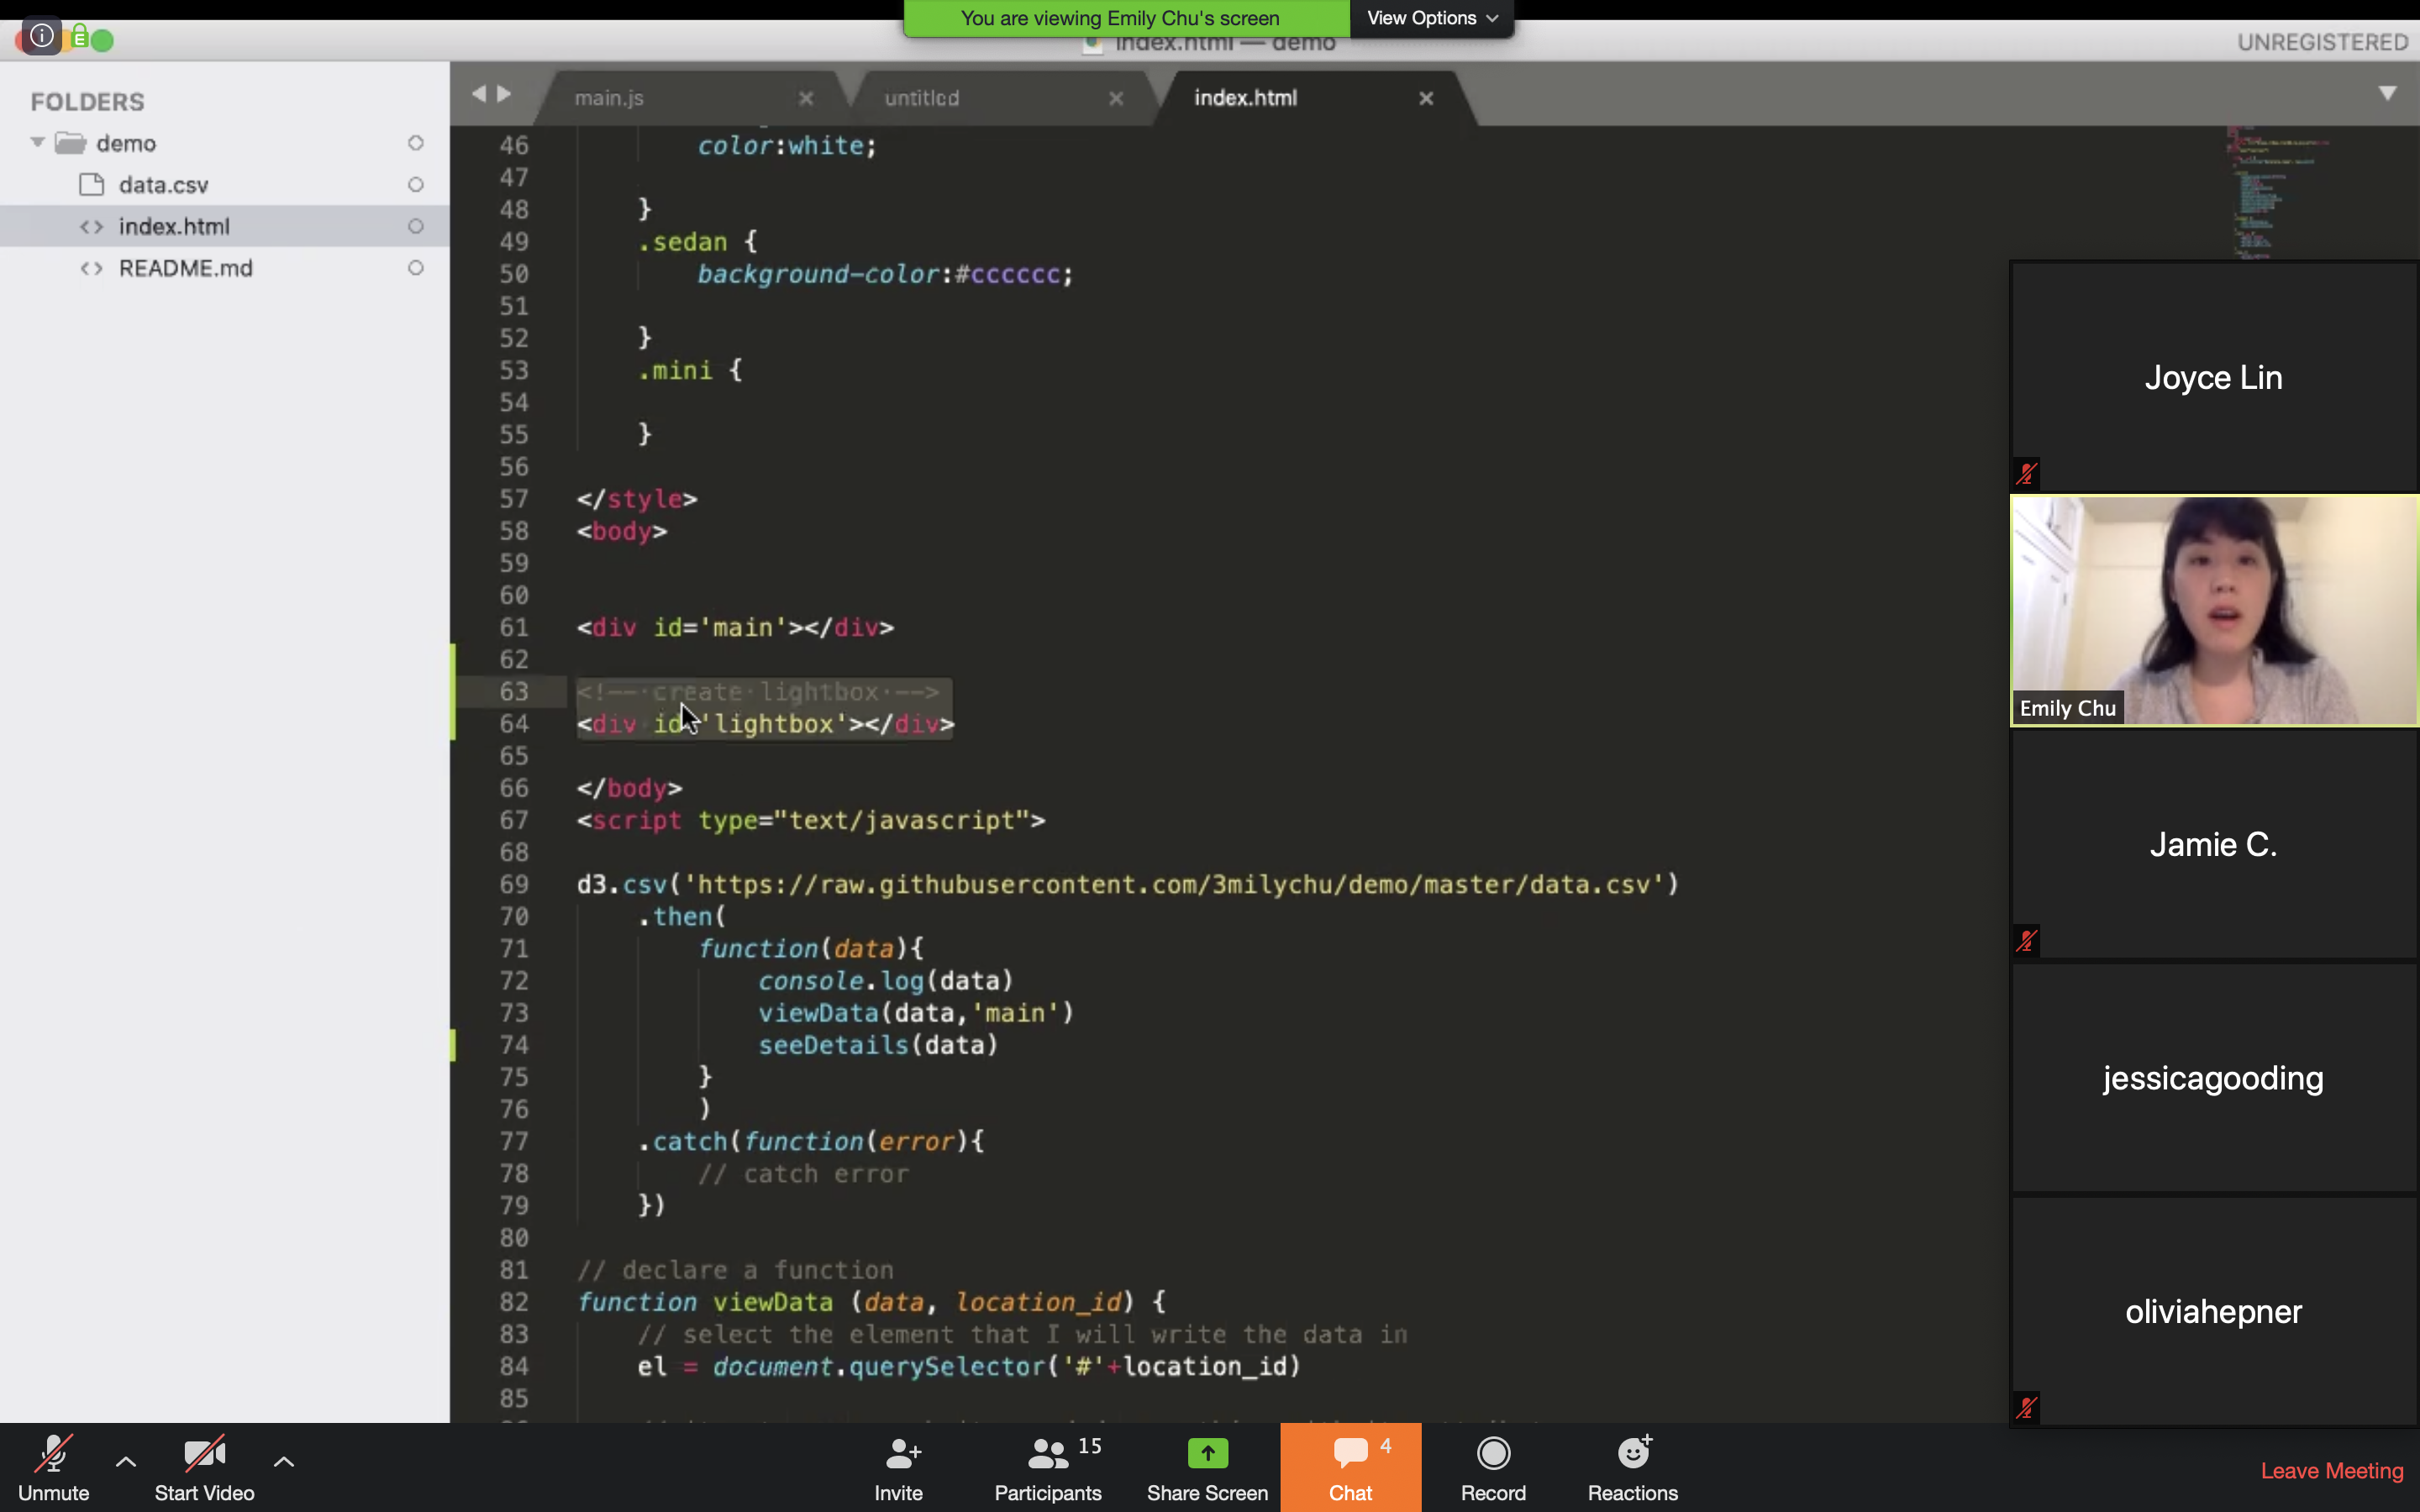 You are viewing Emily Chu's screen
View Options
index.html — demo
UNREGISTERED
FOLDERS
demo
data.csv
index.html
README.md
main.js
untitled
index.html
46 color:white;
47
48 }
49 .sedan {
50 background-color:#cccccc;
51
52 }
53 .mini {
54
55 }
56
57 </style>
58 <body>
59
60
61 <div id='main'></div>
62
63 <!-- create lightbox -->
64 <div id='lightbox'></div>
65
66 </body>
67 <script type="text/javascript">
68
69 d3.csv('https://raw.githubusercontent.com/3milychu/demo/master/data.csv')
70 .then(
71 function(data){
72 console.log(data)
73 viewData(data,'main')
74 seeDetails(data)
75 }
76 )
77 .catch(function(error){
78 // catch error
79 })
80
81 // declare a function
82 function viewData (data, location_id) {
83 // select the element that I will write the data in
84 el = document.querySelector('#'+location_id)
85
Joyce Lin
Emily Chu
Jamie C.
jessicagooding
oliviahepner
Unmute
Start Video
Invite
15
Participants
Share Screen
4
Chat
Record
Reactions
Leave Meeting